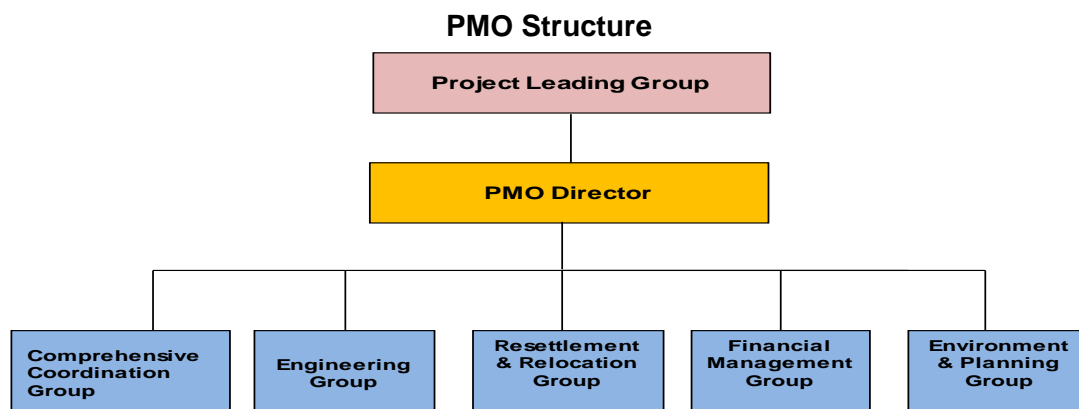 PMO Structure
Project Leading Group
PMO Director
Comprehensive
Coordination
Group
Engineering
Group
Resettlement
& Relocation
Group
Financial
Management
Group
Environment
& Planning
Group